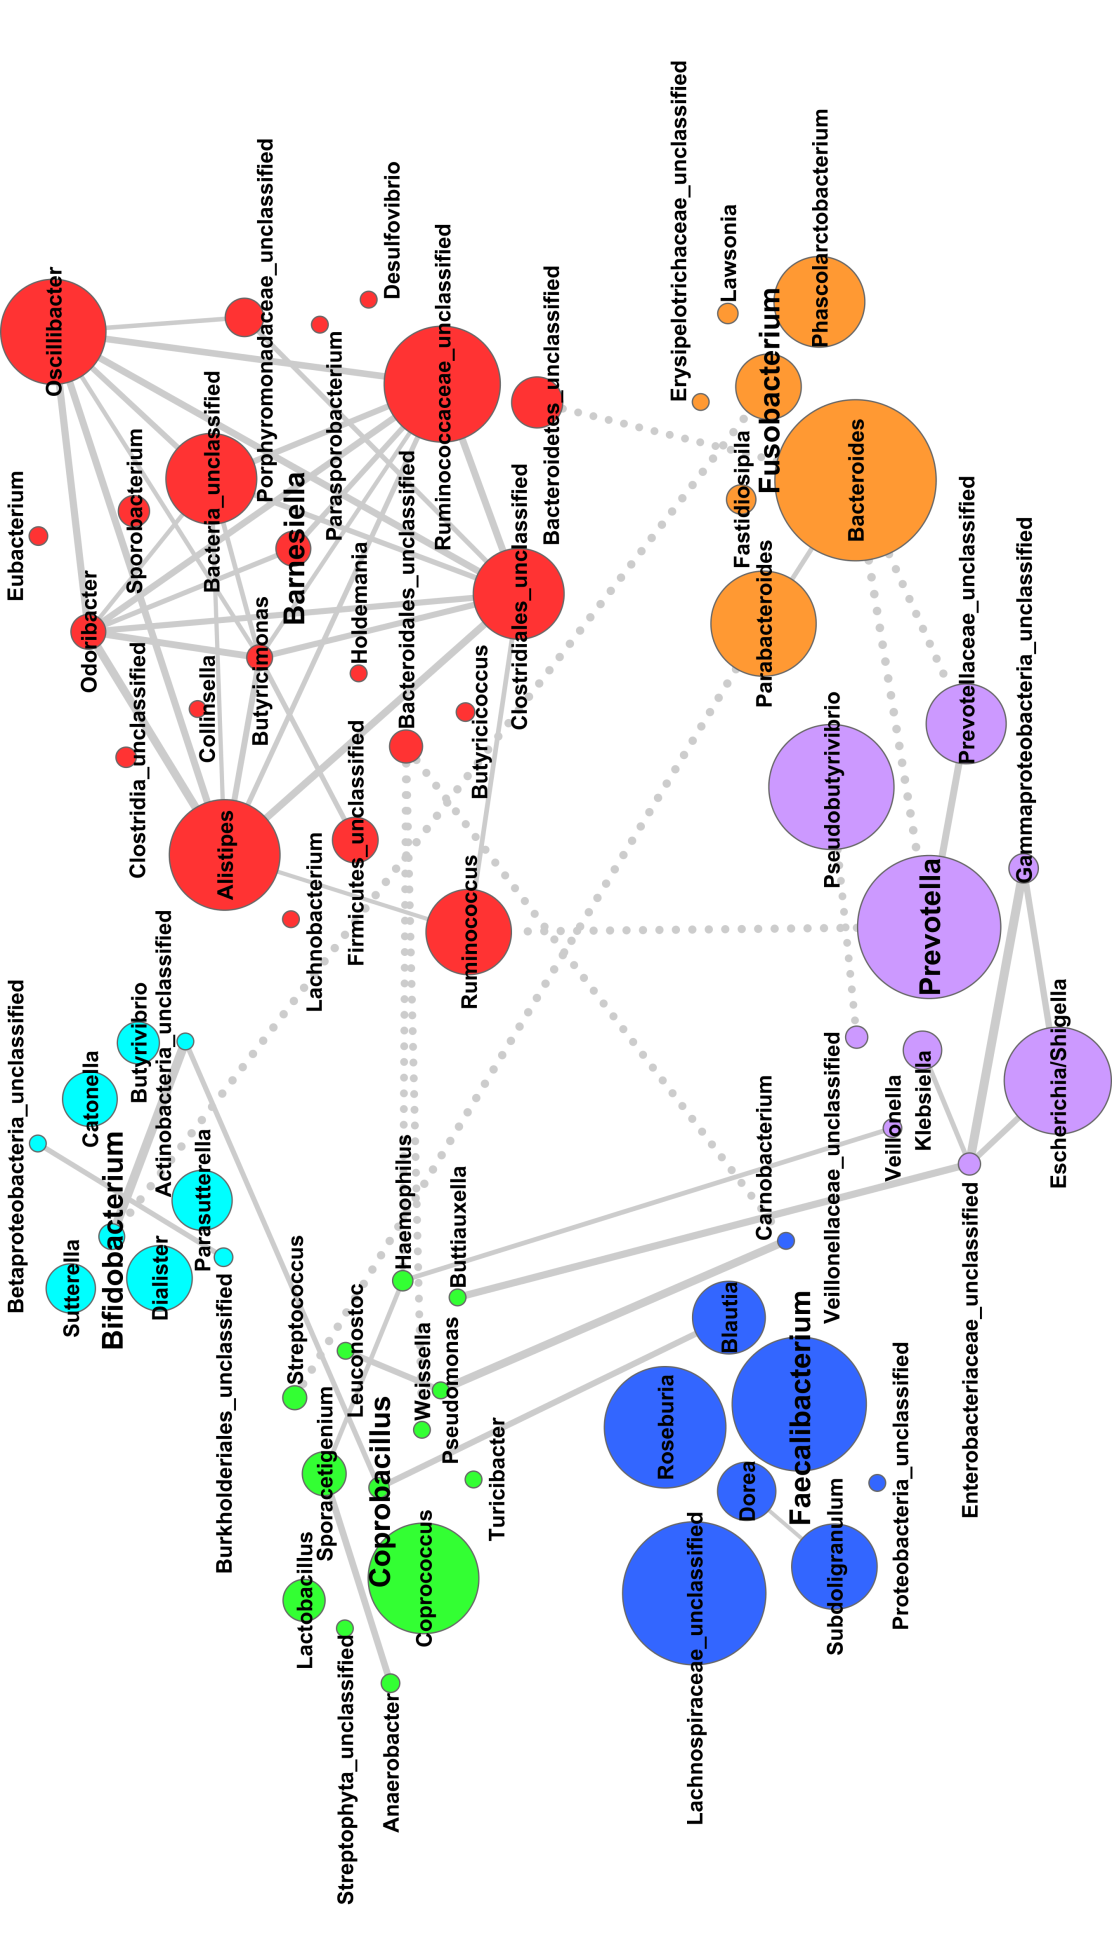 Betaproteobacteria_unclassified
Sutterella
Catonella
Bifidobacterium
Butyrivibrio
Dialister
Actinobacteria_unclassified
Parasutterella
Burkholderiales_unclassified
Eubacterium
Oscillibacter
Odoribacter
Sporobacterium
Clostridia_unclassified
Collinsella
Bacteria_unclassified
Alistipes
Butyricimonas
Porphyromonadaceae_unclassified
Barnesiella
Lachnobacterium
Parasporobacterium
Holdemania
Firmicutes_unclassified
Desulfovibrio
Bacteroidales_unclassified
Ruminococcaceae_unclassified
Ruminococcus
Butyricicoccus
Clostridiales_unclassified
Bacteroidetes_unclassified
Streptococcus
Lactobacillus
Sporacetigenium
Streptophyta_unclassified
Leuconostoc
Coprobacillus
Anaerobacter
Haemophilus
Weissella
Coprococcus
Pseudomonas
Buttiauxella
Turicibacter
Erysipelotrichaceae_unclassified
Lawsonia
Fastidiosipila
Fusobacterium
Parabacteroides
Phascolarctobacterium
Bacteroides
Roseburia
Lachnospiraceae_unclassified
Blautia
Dorea
Carnobacterium
Faecalibacterium
Subdoligranulum
Proteobacteria_unclassified
Pseudobutyrivibrio
Veillonellaceae_unclassified
Veillonella
Klebsiella
Prevotella
Prevotellaceae_unclassified
Enterobacteriaceae_unclassified
Gammaproteobacteria_unclassified
Escherichia/Shigella